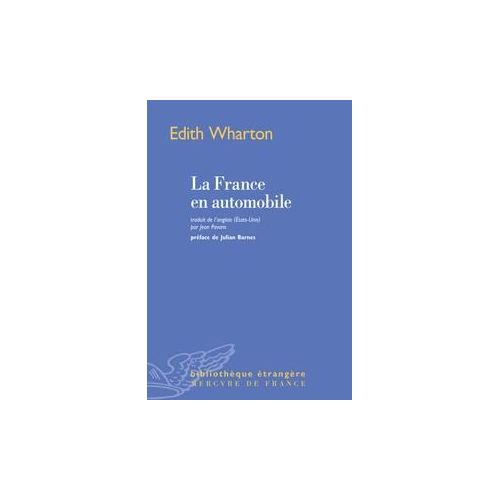 Edith Wharton
La France
en automobile
traduit de l'anglais (États-Unis)
par Jean Pavans
préface de Julian Barnes
bibliothèque étrangère
MERCVRE DE FRANCE